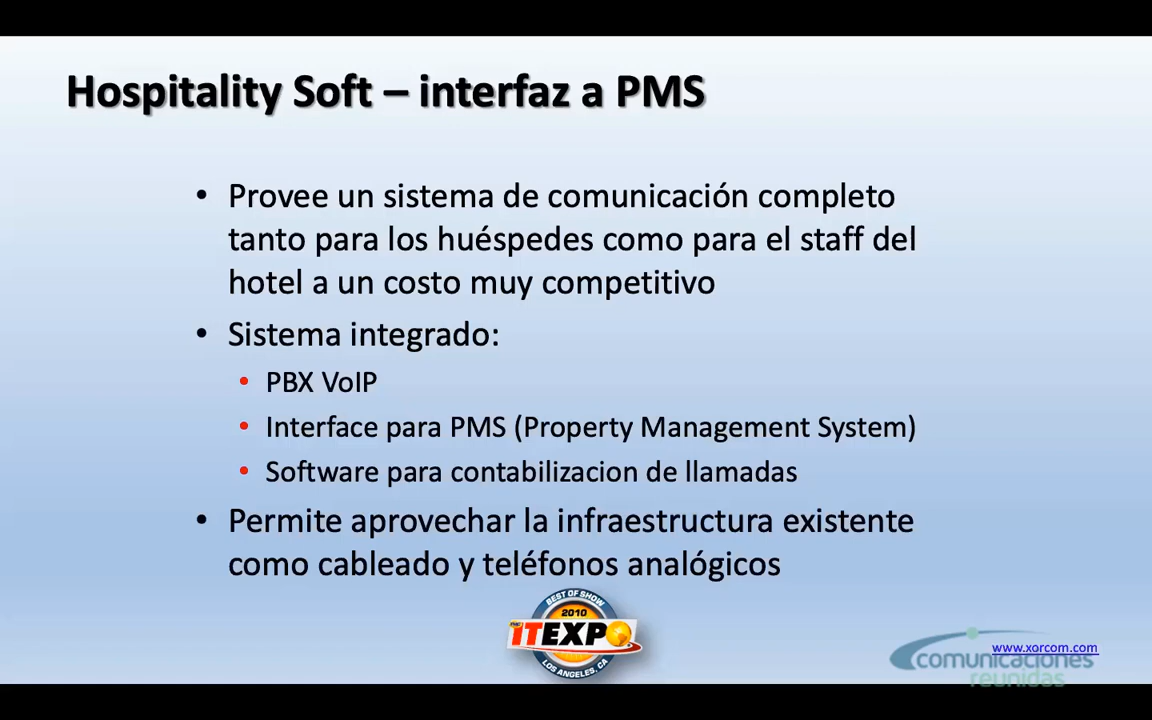 Hospitality Soft – interfaz a PMS
• Provee un sistema de comunicación completo
tanto para los huéspedes como para el staff del
hotel a un costo muy competitivo
• Sistema integrado:
• PBX VoIP
• Interface para PMS (Property Management System)
• Software para contabilizacion de llamadas
• Permite aprovechar la infraestructura existente
como cableado y teléfonos analógicos
BEST OF SHOW
2010
THE
ITEXPO
LOS ANGELES, CA
www.xorcom.com
comunicaciones
reunidas